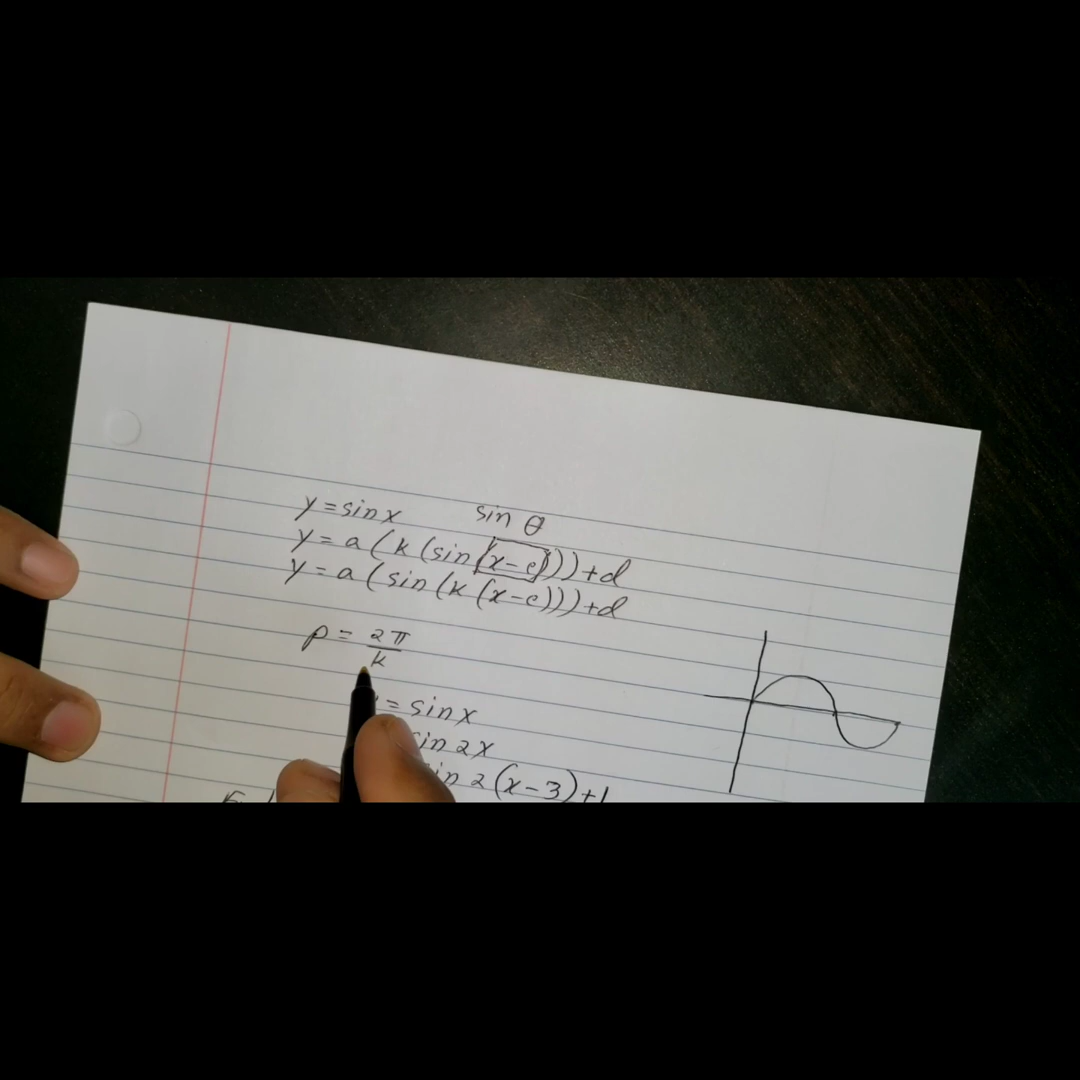 y = sin x sin θ
y = a (k (sin (x-c))) + d
y = a (sin (k (x-c))) + d
p = 2π/k
= sin x
in 2x
in 2 (x-3) + 1